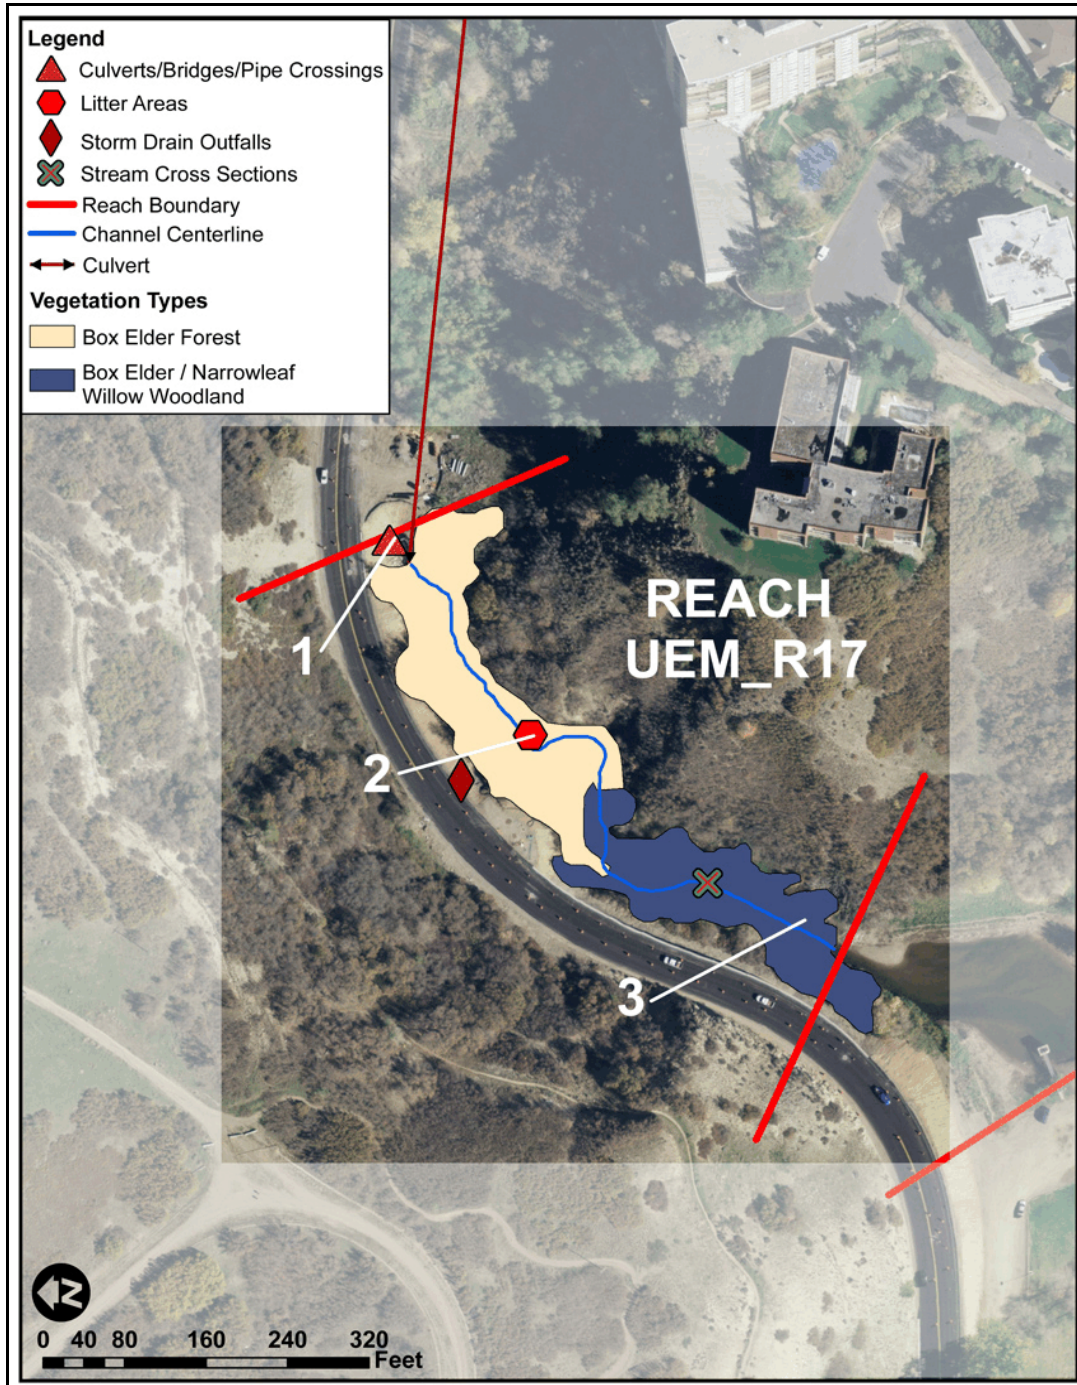 Legend
Culverts/Bridges/Pipe Crossings
Litter Areas
Storm Drain Outfalls
Stream Cross Sections
Reach Boundary
Channel Centerline
Culvert
Vegetation Types
Box Elder Forest
Box Elder / Narrowleaf
Willow Woodland
REACH
UEM_R17
1
2
3
N
0 40 80 160 240 320
Feet